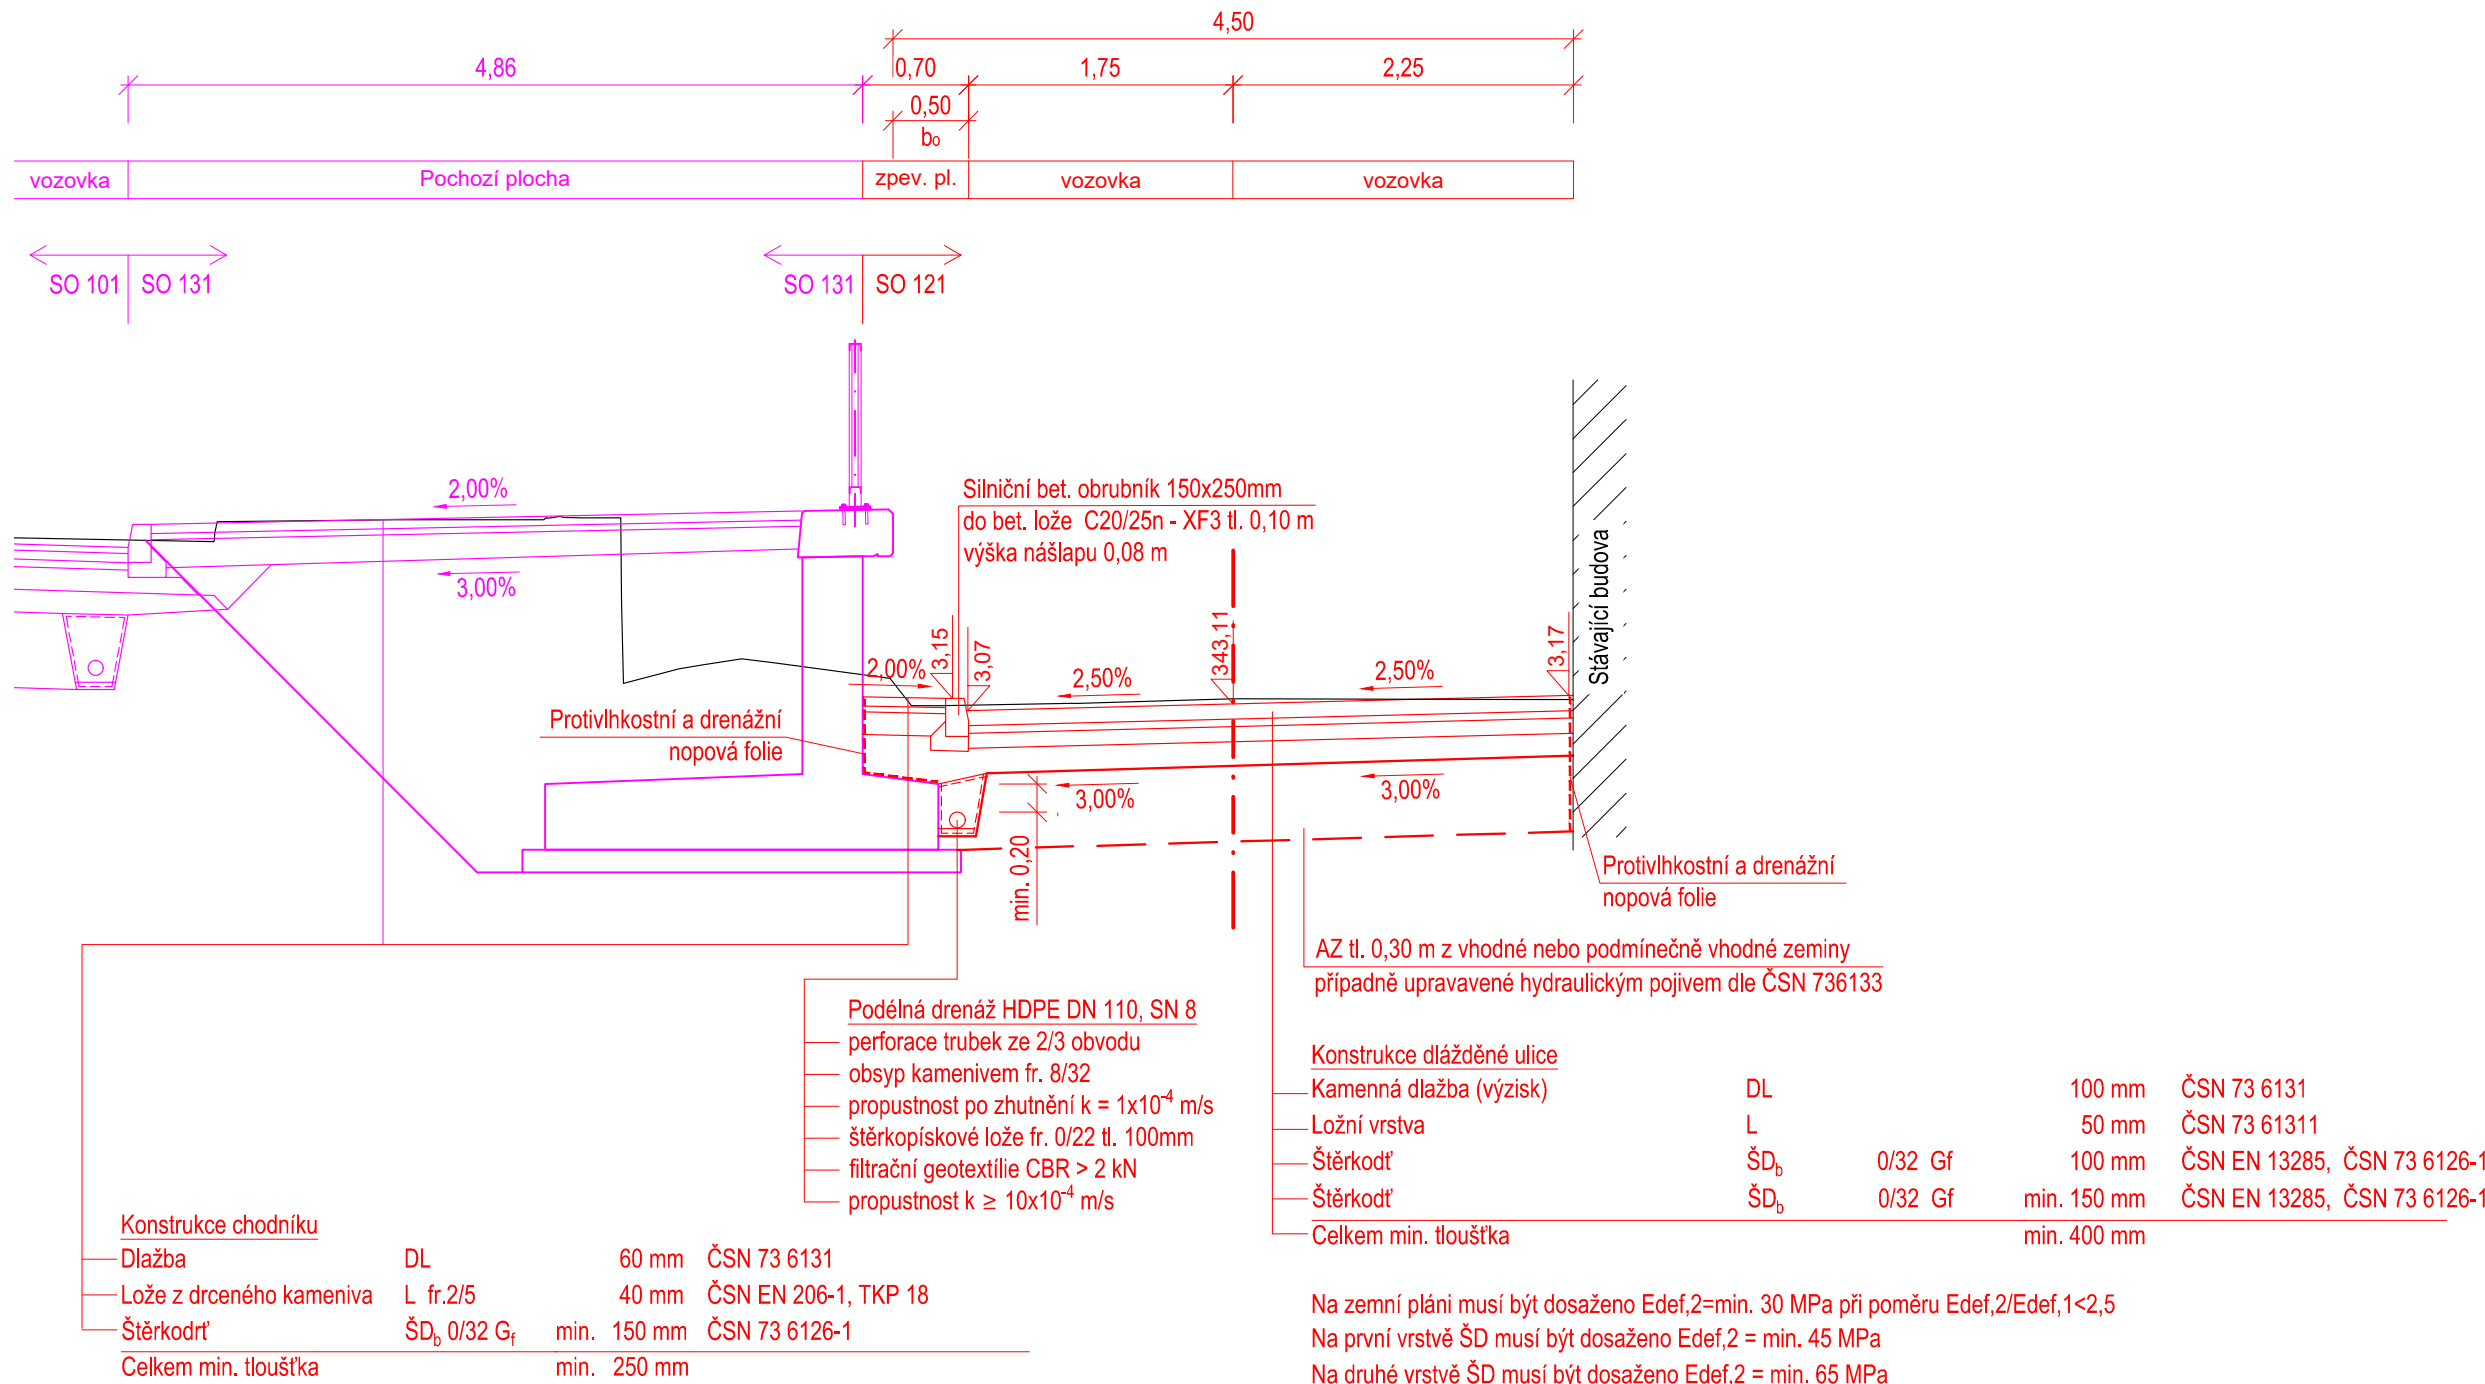 4,50
4,86
0,70
1,75
2,25
0,50
b₀
vozovka
Pochozí plocha
zpev. pl.
vozovka
vozovka
SO 101
SO 131
SO 131
SO 121
2,00%
3,00%
Silniční bet. obrubník 150x250mm
do bet. lože C20/25n - XF3 tl. 0,10 m
výška nášlapu 0,08 m
Stávající budova
2,00%
3,15
3,07
2,50%
343,11
2,50%
3,17
Protivlhkostní a drenážní
nopová folie
3,00%
3,00%
min. 0,20
Protivlhkostní a drenážní
nopová folie
AZ tl. 0,30 m z vhodné nebo podmínečně vhodné zeminy
případně upravavené hydraulickým pojivem dle ČSN 736133
Podélná drenáž HDPE DN 110, SN 8
perforace trubek ze 2/3 obvodu
obsyp kamenivem fr. 8/32
propustnost po zhutnění k = 1x10⁻⁴ m/s
štěrkopískové lože fr. 0/22 tl. 100mm
filtrační geotextílie CBR > 2 kN
propustnost k ≥ 10x10⁻⁴ m/s
Konstrukce dlážděné ulice
Kamenná dlažba (výzisk) DL 100 mm ČSN 73 6131
Ložní vrstva L 50 mm ČSN 73 61311
Štěrkodť ŠDb 0/32 Gf 100 mm ČSN EN 13285, ČSN 73 6126-1
Štěrkodť ŠDb 0/32 Gf min. 150 mm ČSN EN 13285, ČSN 73 6126-1
Celkem min. tloušťka min. 400 mm
Konstrukce chodníku
Dlažba DL 60 mm ČSN 73 6131
Lože z drceného kameniva L fr.2/5 40 mm ČSN EN 206-1, TKP 18
Štěrkodrť ŠDb 0/32 Gf min. 150 mm ČSN 73 6126-1
Celkem min. tloušťka min. 250 mm
Na zemní pláni musí být dosaženo Edef,2=min. 30 MPa při poměru Edef,2/Edef,1<2,5
Na první vrstvě ŠD musí být dosaženo Edef,2 = min. 45 MPa
Na druhé vrstvě ŠD musí být dosaženo Edef,2 = min. 65 MPa